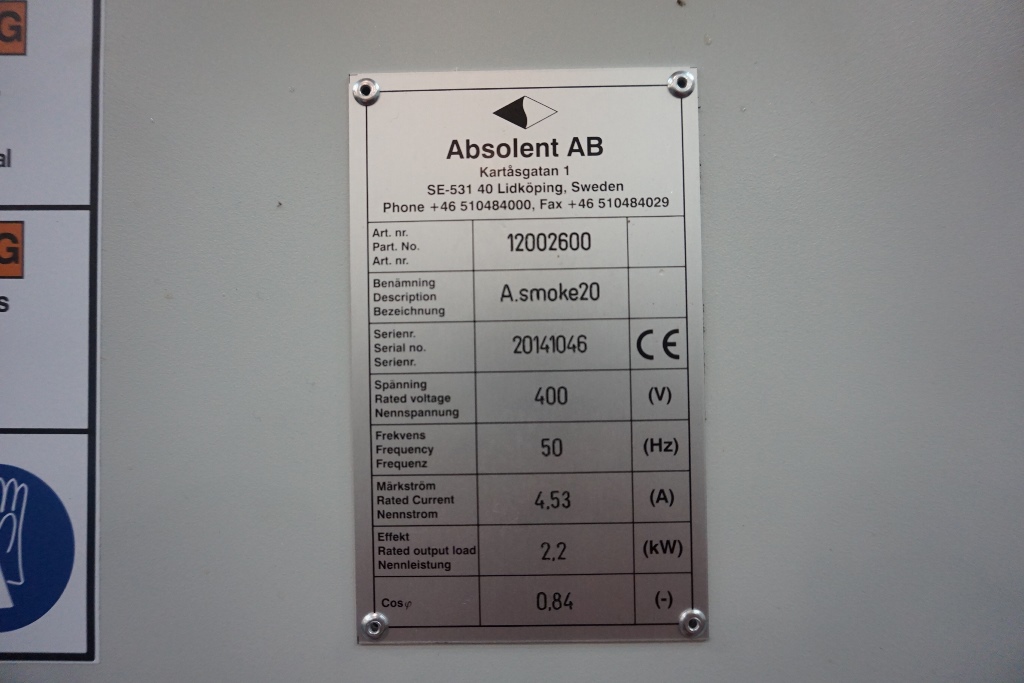 G
al
G
s
Absolent AB
Kartåsgatan 1
SE-531 40 Lidköping, Sweden
Phone +46 510484000, Fax +46 510484029
Art. nr.
Part. No.
Art. nr.
12002600
Benämning
Description
Bezeichnung
A.smoke20
Serienr.
Serial no.
Serienr.
20141046
CE
Spänning
Rated voltage
Nennspannung
400
(V)
Frekvens
Frequency
Frequenz
50
(Hz)
Märkström
Rated Current
Nennstrom
4.53
(A)
Effekt
Rated output load
Nennleistung
2,2
(kW)
Cosφ
0,84
(-)